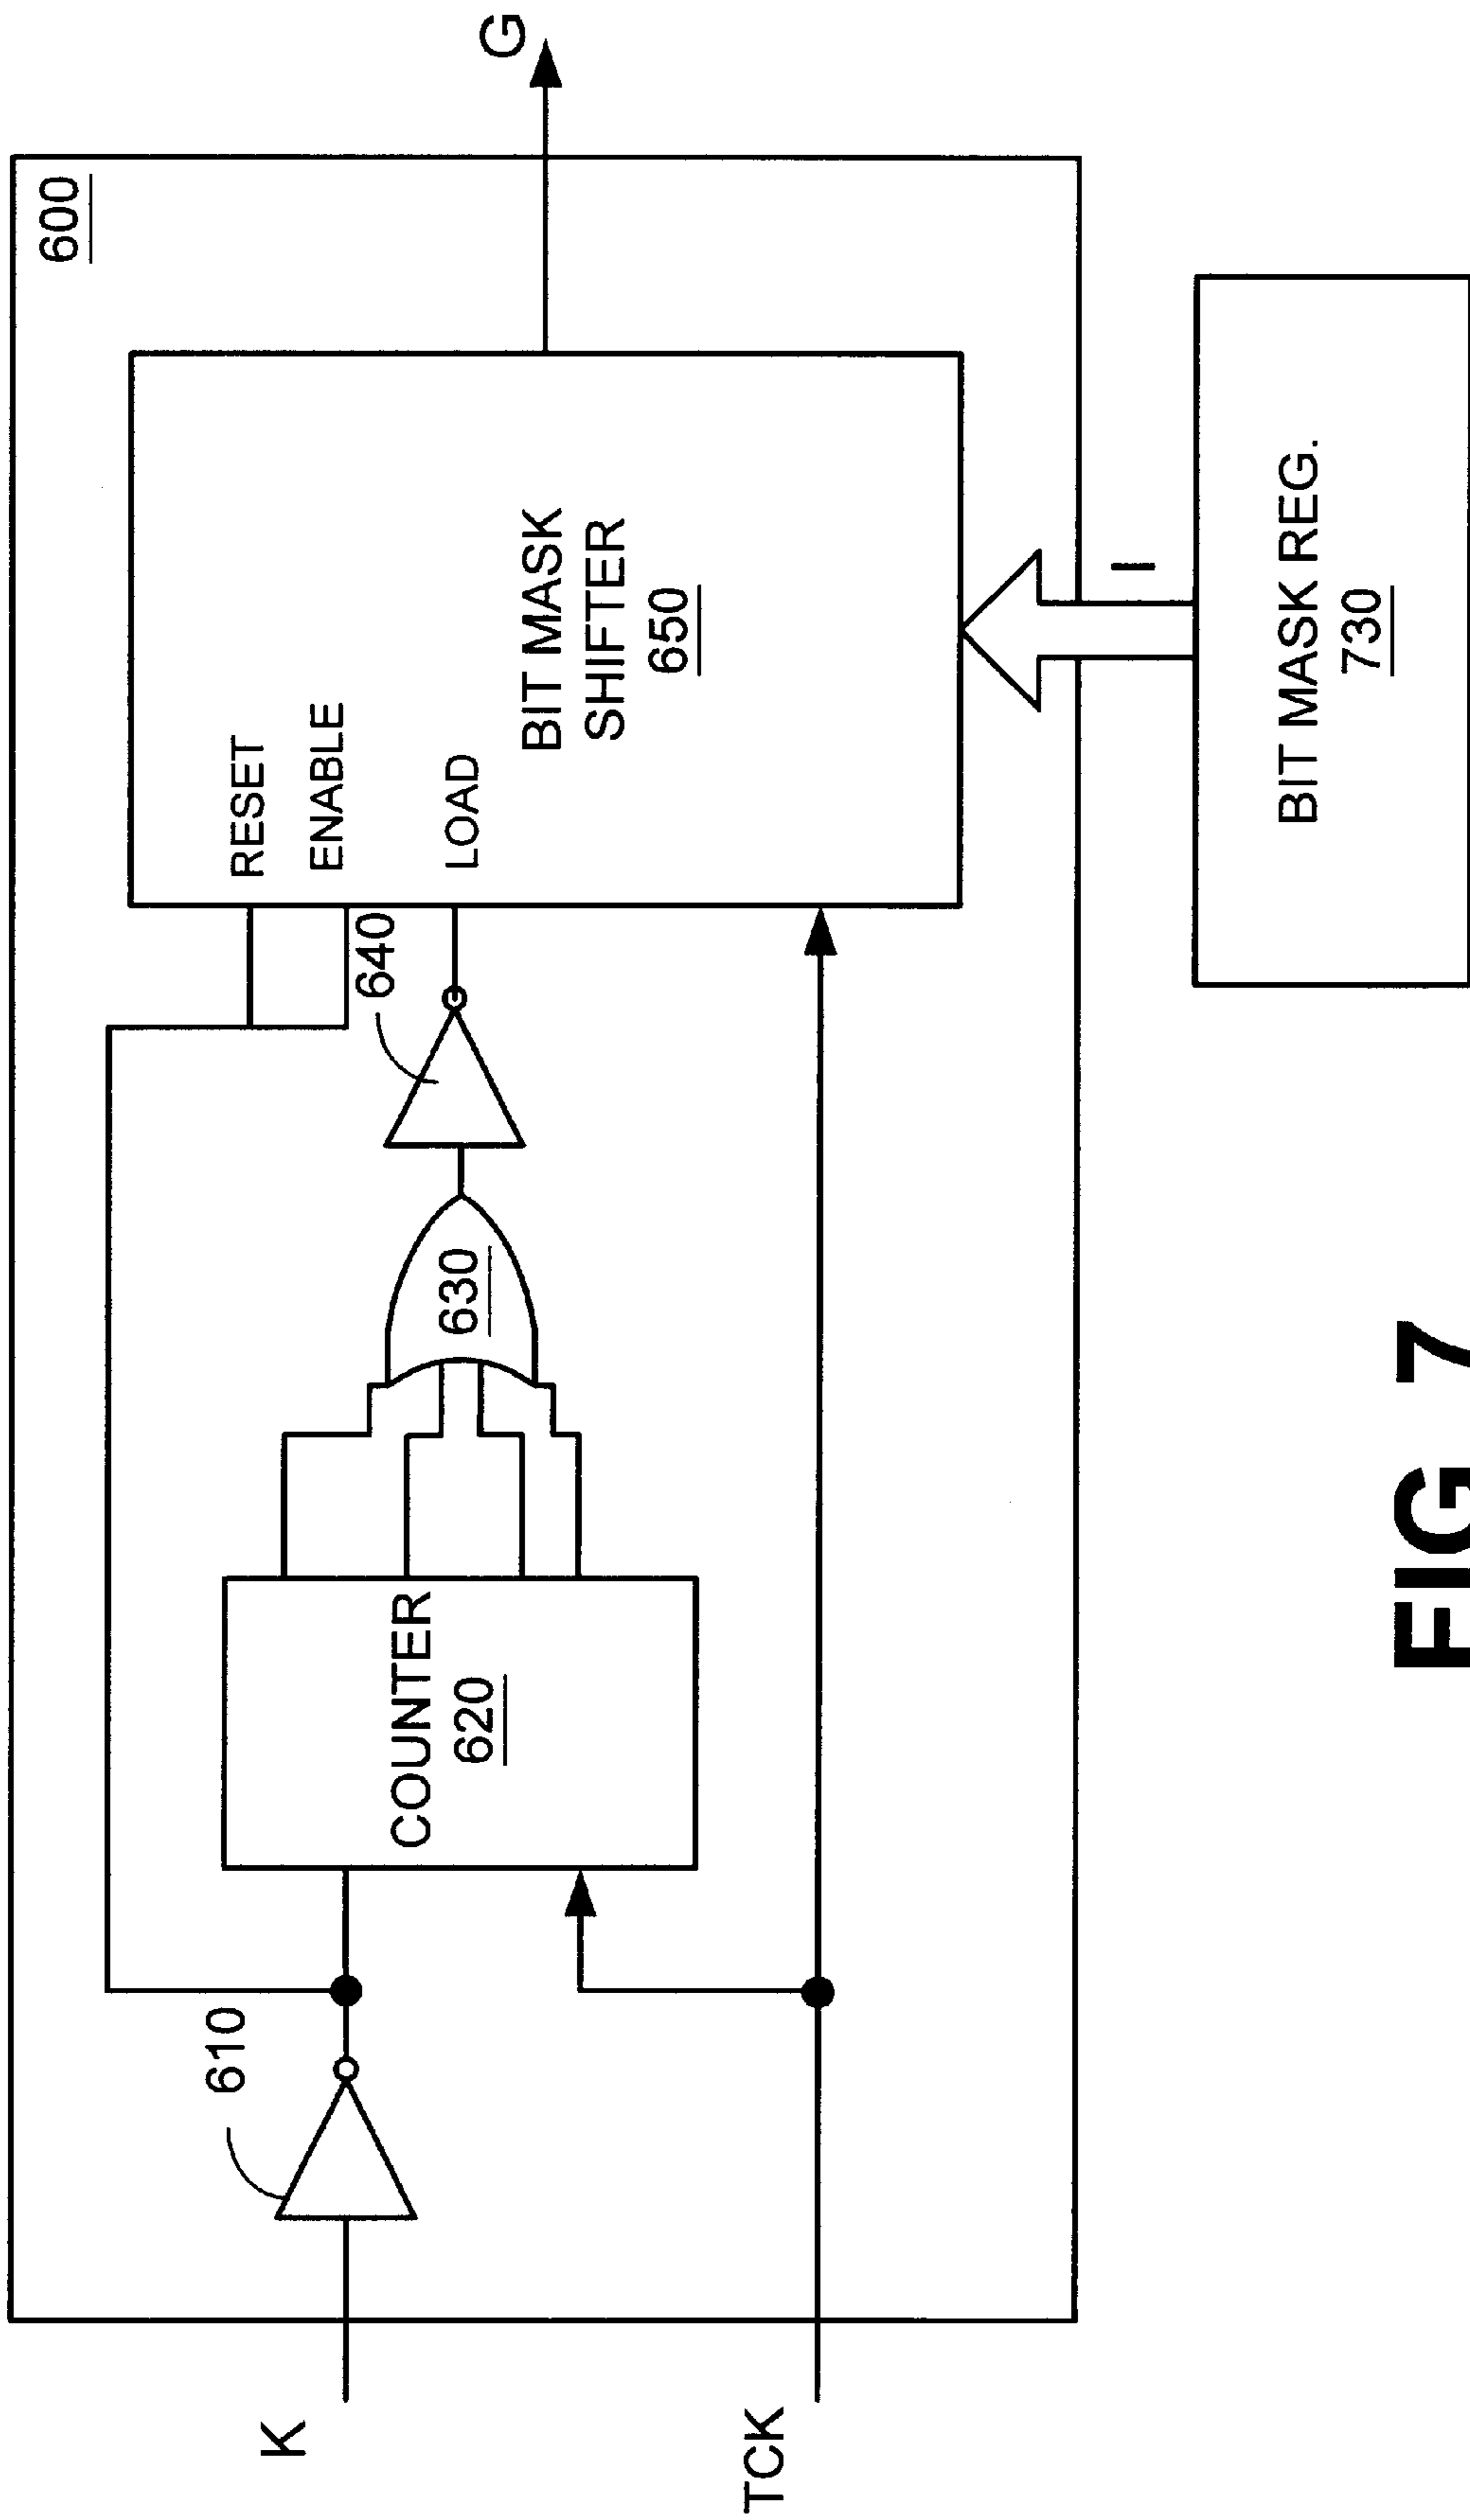 600
G
RESET
ENABLE
LOAD
640
BIT MASK
SHIFTER
650
630
COUNTER
620
610
K
TCK
I
BIT MASK REG.
730
FIG 7